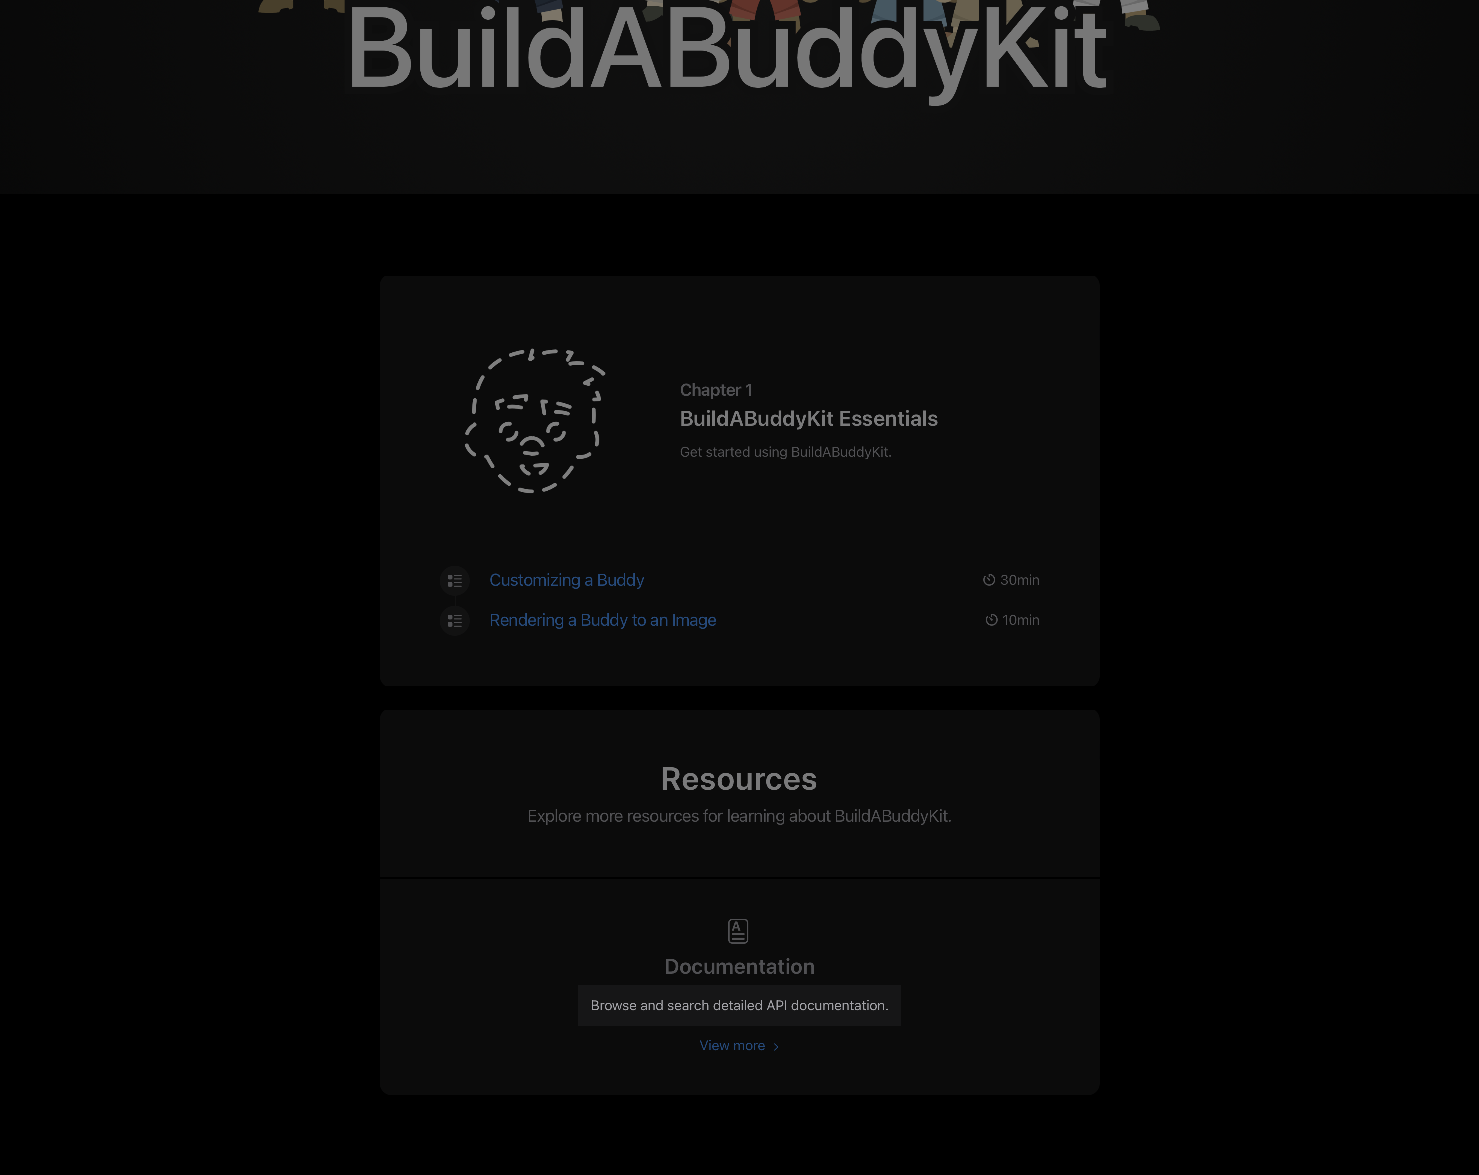 BuildABuddyKit
Chapter 1
BuildABuddyKit Essentials
Get started using BuildABuddyKit.
Customizing a Buddy
30min
Rendering a Buddy to an Image
10min
Resources
Explore more resources for learning about BuildABuddyKit.
A
Documentation
Browse and search detailed API documentation.
View more